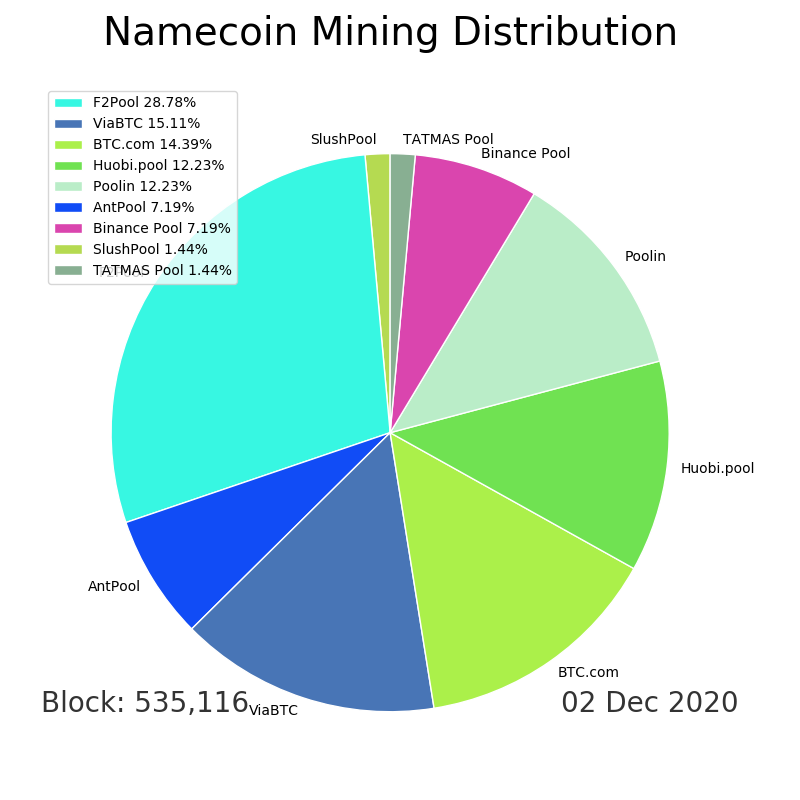 Namecoin Mining Distribution
F2Pool 28.78%
ViaBTC 15.11%
BTC.com 14.39%
Huobi.pool 12.23%
Poolin 12.23%
AntPool 7.19%
Binance Pool 7.19%
SlushPool 1.44%
TATMAS Pool 1.44%
SlushPool
TATMAS Pool
Binance Pool
Poolin
Huobi.pool
BTC.com
ViaBTC
AntPool
Block: 535,116
02 Dec 2020